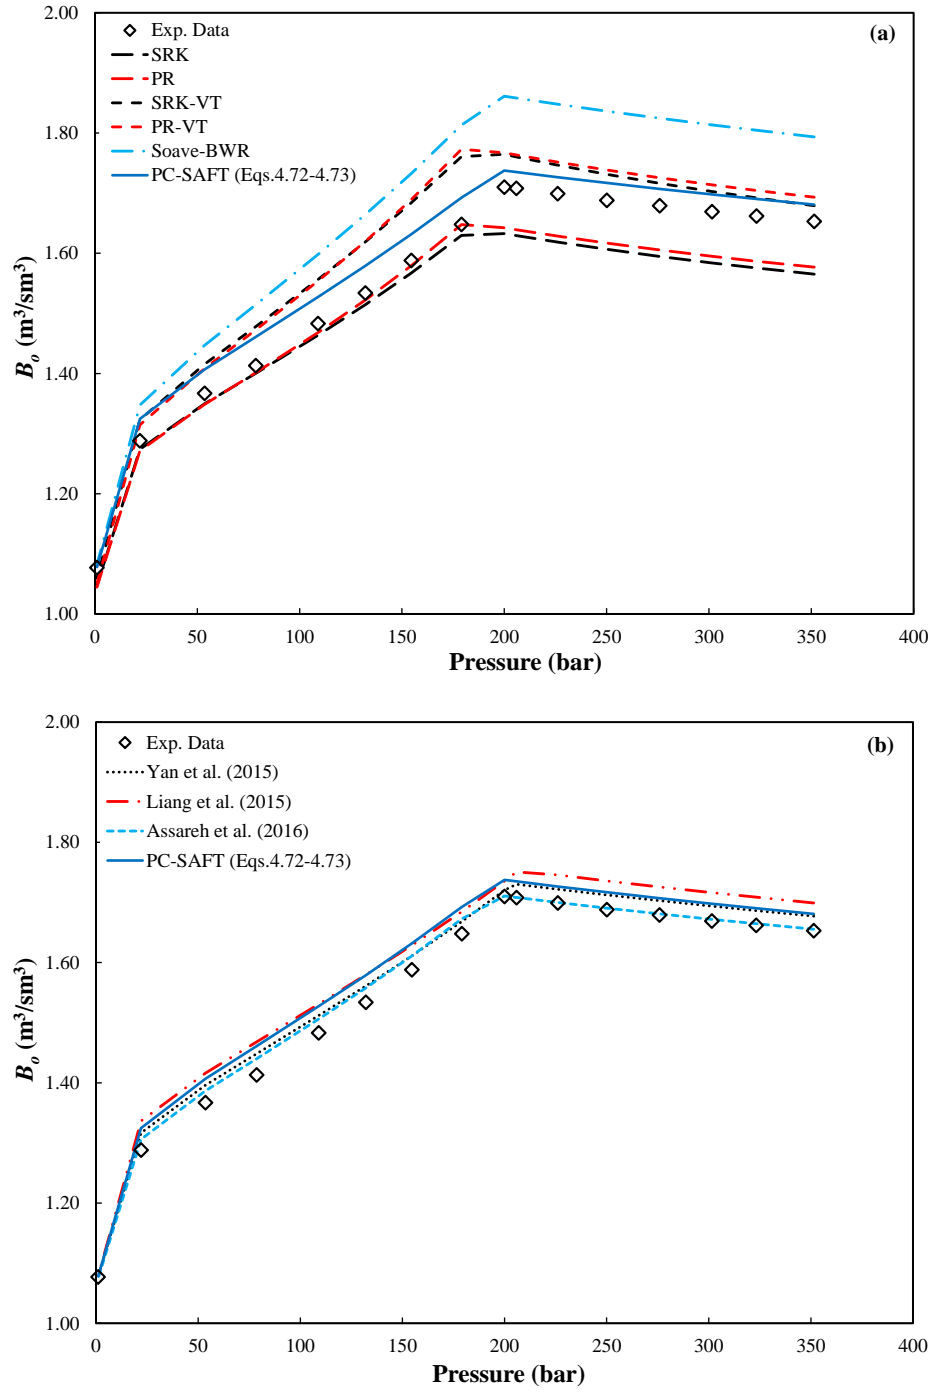 2.00
(a)
Exp. Data
SRK
PR
SRK-VT
PR-VT
Soave-BWR
PC-SAFT (Eqs.4.72-4.73)
1.80
1.60
1.40
1.20
1.00
Bₒ (m³/sm³)
0 50 100 150 200 250 300 350 400
Pressure (bar)
2.00
(b)
Exp. Data
Yan et al. (2015)
Liang et al. (2015)
Assareh et al. (2016)
PC-SAFT (Eqs.4.72-4.73)
1.80
1.60
1.40
1.20
1.00
Bₒ (m³/sm³)
0 50 100 150 200 250 300 350 400
Pressure (bar)